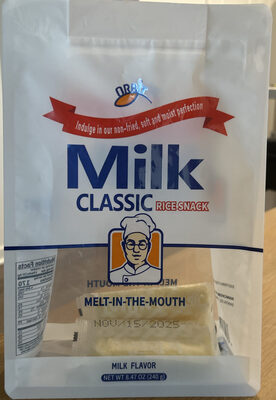 Indulge in our non-fried, soft and moist perfection
Milk
CLASSIC RICE SNACK
MELT-IN-THE-MOUTH
NOV/15/2025
MILK FLAVOR
NET WT 8.47 OZ (240 g)